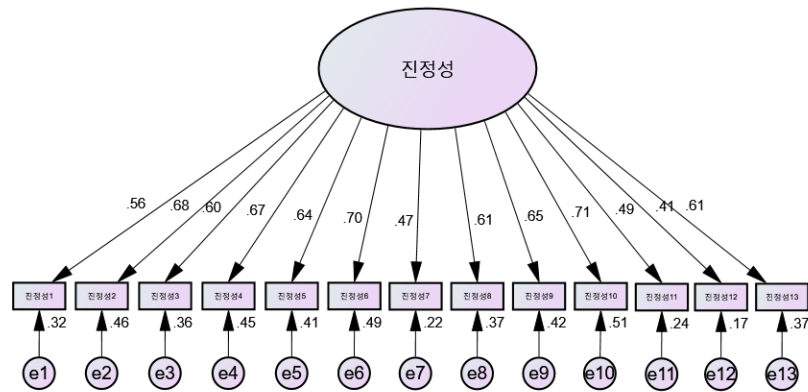 진정성
.56 .68 .60 .67 .64 .70 .47 .61 .65 .71 .49 .41 .61
진정성1 진정성2 진정성3 진정성4 진정성5 진정성6 진정성7 진정성8 진정성9 진정성10 진정성11 진정성12 진정성13
.32 .46 .36 .45 .41 .49 .22 .37 .42 .51 .24 .17 .37
e1 e2 e3 e4 e5 e6 e7 e8 e9 e10 e11 e12 e13